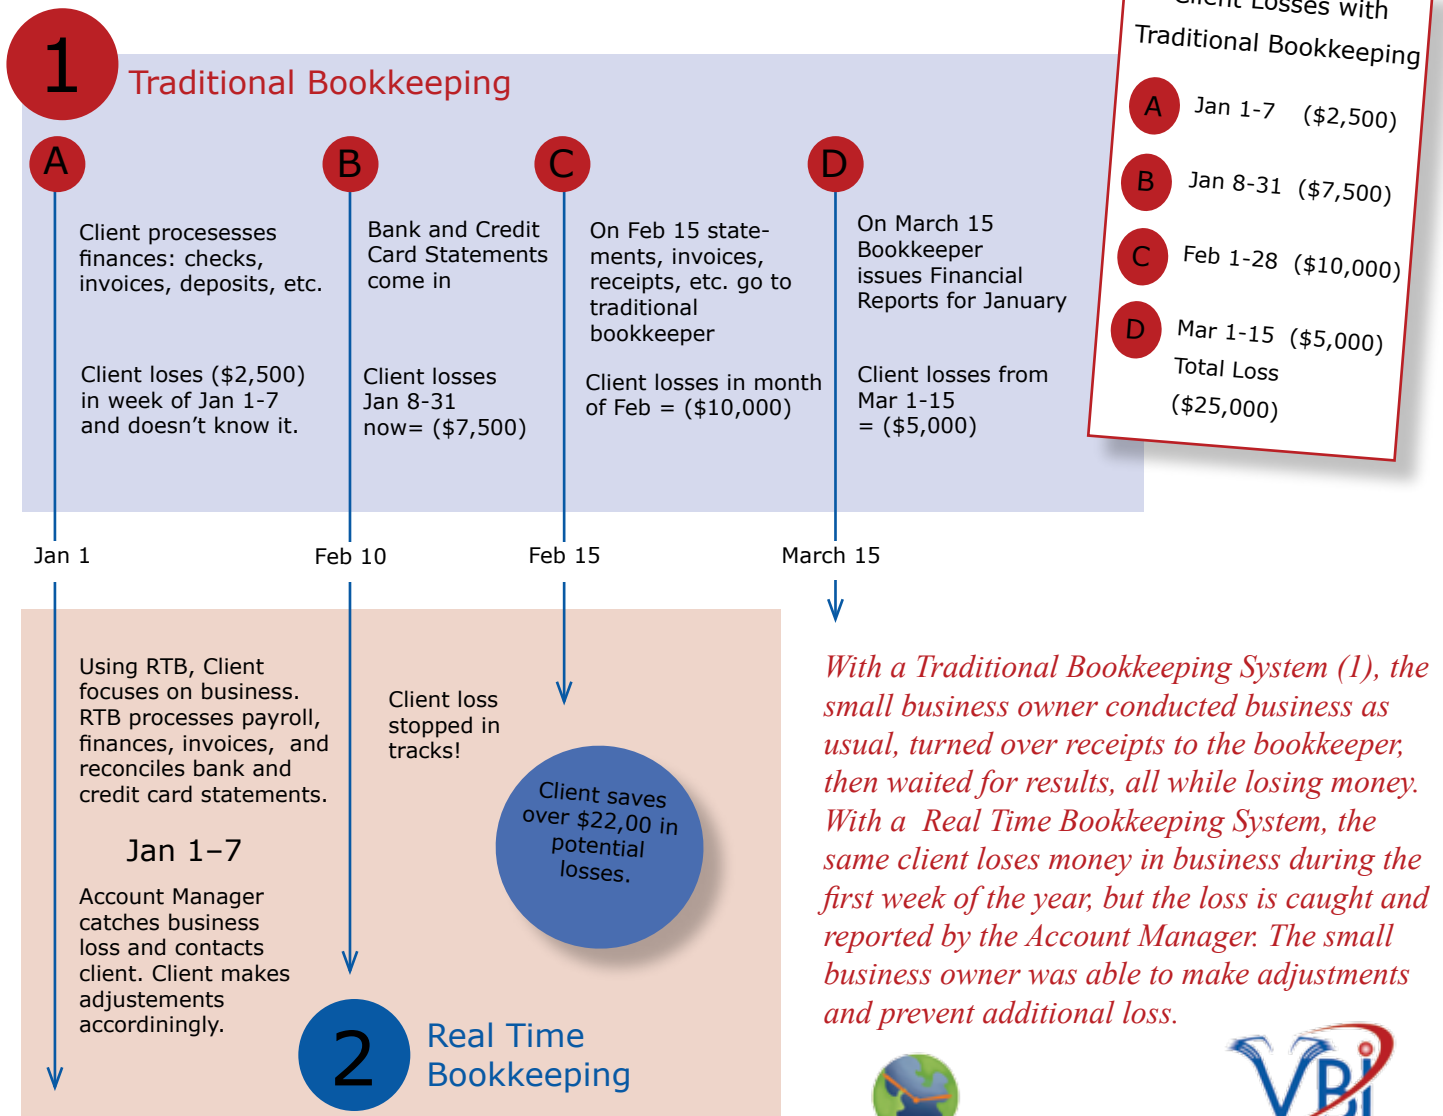 1
Traditional Bookkeeping
A
Client procesesses
finances: checks,
invoices, deposits, etc.
Client loses ($2,500)
in week of Jan 1-7
and doesn’t know it.
B
Bank and Credit
Card Statements
come in
Client losses
Jan 8-31
now= ($7,500)
C
On Feb 15 state-
ments, invoices,
receipts, etc. go to
traditional
bookkeeper
Client losses in month
of Feb = ($10,000)
D
On March 15
Bookkeeper
issues Financial
Reports for January
Client losses from
Mar 1-15
= ($5,000)
Client Losses with
Traditional Bookkeeping
A Jan 1-7 ($2,500)
B Jan 8-31 ($7,500)
C Feb 1-28 ($10,000)
D Mar 1-15 ($5,000)
Total Loss
($25,000)
Jan 1
Feb 10
Feb 15
March 15
Using RTB, Client
focuses on business.
RTB processes payroll,
finances, invoices, and
reconciles bank and
credit card statements.
Jan 1–7
Account Manager
catches business
loss and contacts
client. Client makes
adjustements
accordiningly.
Client loss
stopped in
tracks!
Client saves
over $22,00 in
potential
losses.
2
Real Time
Bookkeeping
With a Traditional Bookkeeping System (1), the
small business owner conducted business as
usual, turned over receipts to the bookkeeper,
then waited for results, all while losing money.
With a Real Time Bookkeeping System, the
same client loses money in business during the
first week of the year, but the loss is caught and
reported by the Account Manager. The small
business owner was able to make adjustments
and prevent additional loss.
VBi